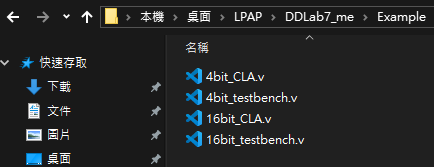 本機 > 桌面 > LPAP > DDLab7_me > Example
名稱
快速存取
4bit_CLA.v
下載
4bit_testbench.v
文件
16bit_CLA.v
圖片
16bit_testbench.v
桌面